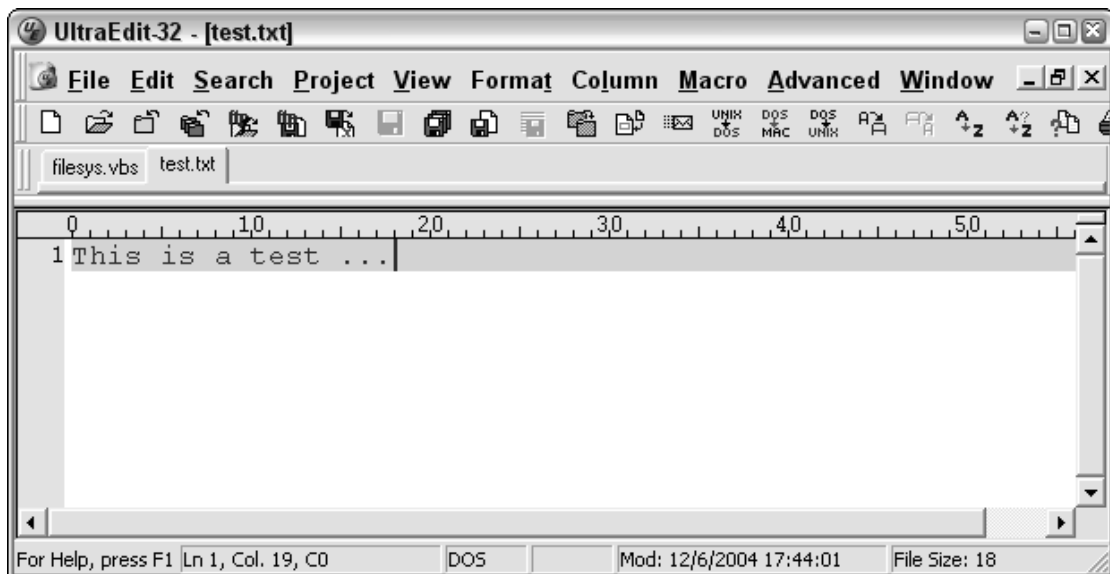 UltraEdit-32 - [test.txt]
File Edit Search Project View Format Column Macro Advanced Window
UNIX DOS DOS MAC DOS UNIX
filesys.vbs test.txt
0 10 20 30 40 50
1 This is a test ...
For Help, press F1 Ln 1, Col. 19, C0 DOS Mod: 12/6/2004 17:44:01 File Size: 18